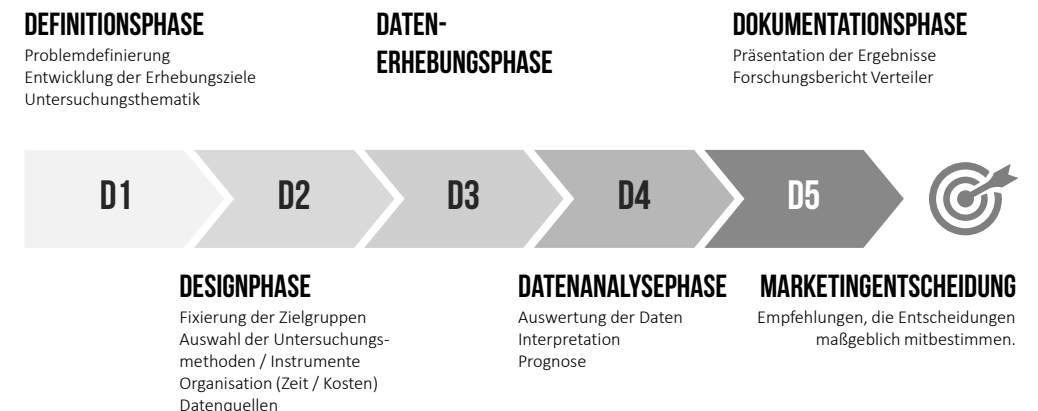 DEFINITIONSPHASE
Problemdefinierung
Entwicklung der Erhebungsziele
Untersuchungsthematik
DATEN-
ERHEBUNGSPHASE
DOKUMENTATIONSPHASE
Präsentation der Ergebnisse
Forschungsbericht Verteiler
D1
D2
D3
D4
D5
DESIGNPHASE
Fixierung der Zielgruppen
Auswahl der Untersuchungs-
methoden / Instrumente
Organisation (Zeit / Kosten)
Datenquellen
DATENANALYSEPHASE
Auswertung der Daten
Interpretation
Prognose
MARKETINGENTSCHEIDUNG
Empfehlungen, die Entscheidungen
maßgeblich mitbestimmen.